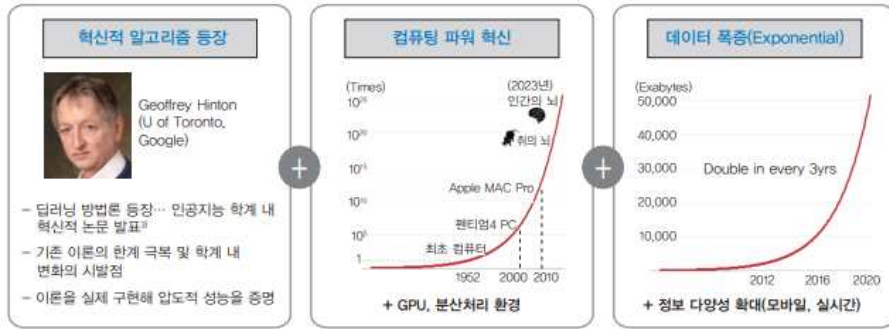 혁신적 알고리즘 등장
Geoffrey Hinton
(U of Toronto,
Google)
– 딥러닝 방법론 등장… 인공지능 학계 내
혁신적 논문 발표³⁾
– 기존 이론의 한계 극복 및 학계 내
변화의 시발점
– 이론을 실제 구현해 압도적 성능을 증명
+
컴퓨팅 파워 혁신
(Times)
10²⁵
10²⁰
10¹⁵
10¹⁰
10⁵
1
(2023년)
인간의 뇌
쥐의 뇌
Apple MAC Pro
펜티엄4 PC
최초 컴퓨터
1952 2000 2010
+ GPU, 분산처리 환경
+
데이터 폭증(Exponential)
(Exabytes)
50,000
40,000
30,000
20,000
10,000
Double in every 3yrs
2012 2016 2020
+ 정보 다양성 확대(모바일, 실시간)